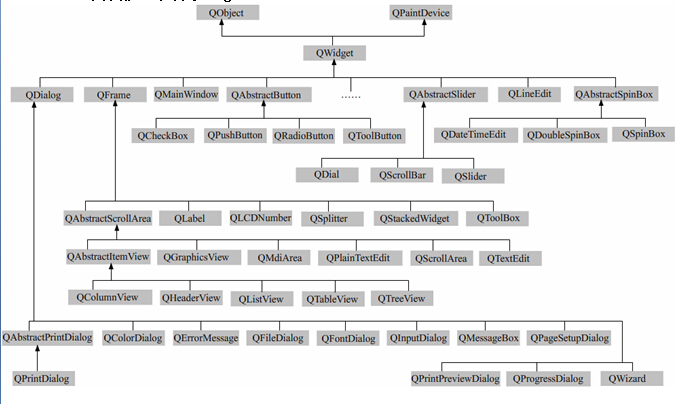 QObject QPaintDevice
QWidget
QDialog QFrame QMainWindow QAbstractButton ...... QAbstractSlider QLineEdit QAbstractSpinBox
QCheckBox QPushButton QRadioButton QToolButton QDateTimeEdit QDoubleSpinBox QSpinBox
QDial QScrollBar QSlider
QAbstractScrollArea QLabel QLCDNumber QSplitter QStackedWidget QToolBox
QAbstractItemView QGraphicsView QMdiArea QPlainTextEdit QScrollArea QTextEdit
QColumnView QHeaderView QListView QTableView QTreeView
QAbstractPrintDialog QColorDialog QErrorMessage QFileDialog QFontDialog QInputDialog QMessageBox QPageSetupDialog
QPrintDialog QPrintPreviewDialog QProgressDialog QWizard